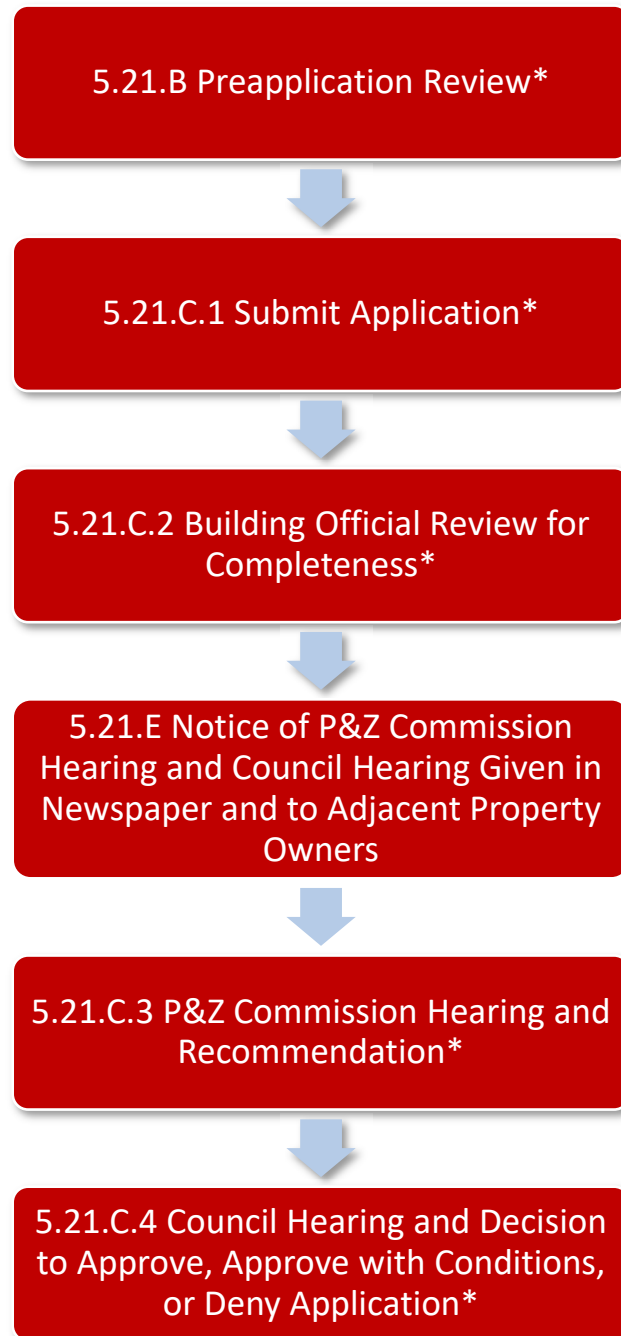 5.21.B Preapplication Review*
5.21.C.1 Submit Application*
5.21.C.2 Building Official Review for
Completeness*
5.21.E Notice of P&Z Commission
Hearing and Council Hearing Given in
Newspaper and to Adjacent Property
Owners
5.21.C.3 P&Z Commission Hearing and
Recommendation*
5.21.C.4 Council Hearing and Decision
to Approve, Approve with Conditions,
or Deny Application*